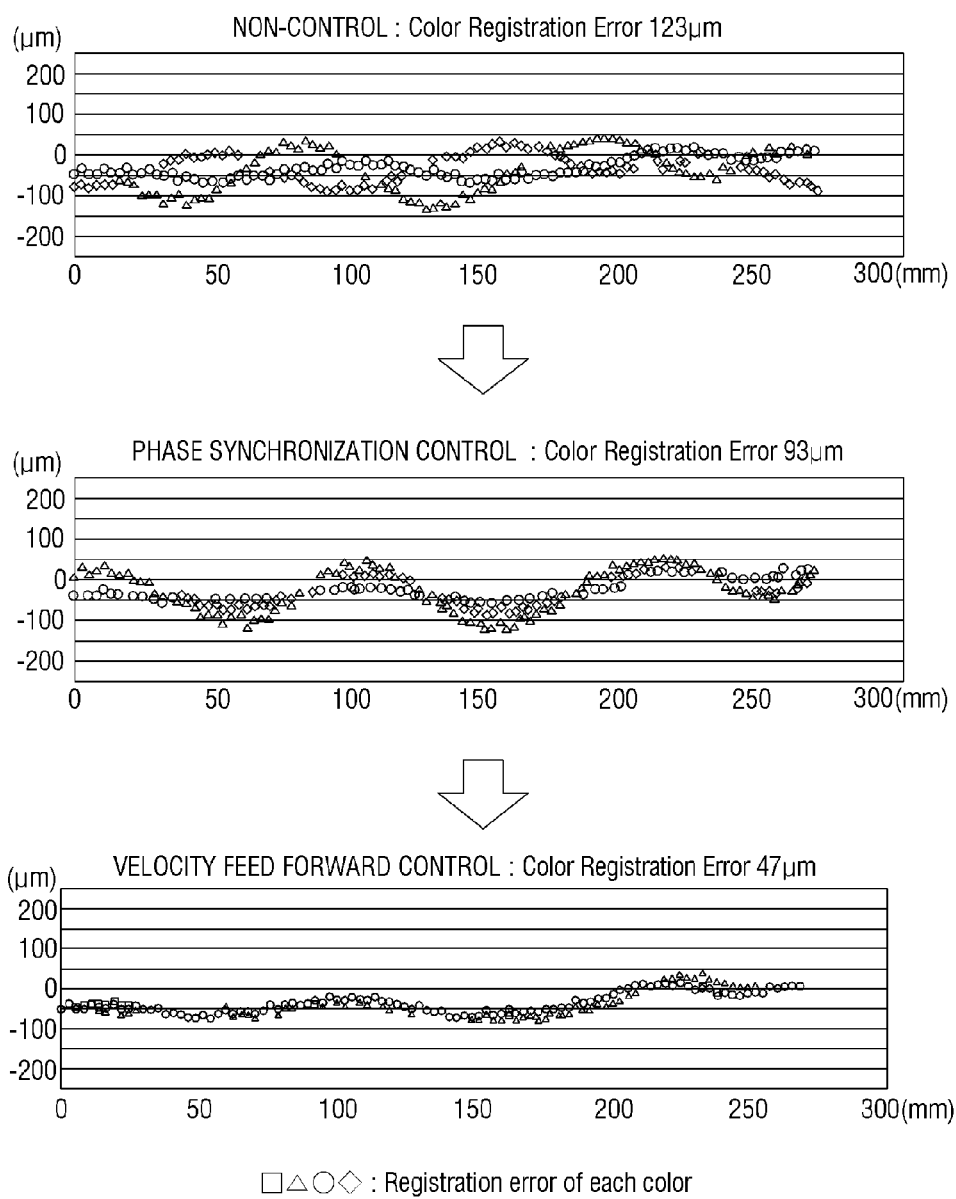 NON-CONTROL : Color Registration Error 123µm
(µm)
200
100
0
-100
-200
0 50 100 150 200 250 300(mm)
PHASE SYNCHRONIZATION CONTROL : Color Registration Error 93µm
(µm)
200
100
0
-100
-200
0 50 100 150 200 250 300(mm)
VELOCITY FEED FORWARD CONTROL : Color Registration Error 47µm
(µm)
200
100
0
-100
-200
0 50 100 150 200 250 300(mm)
□△○◇ : Registration error of each color